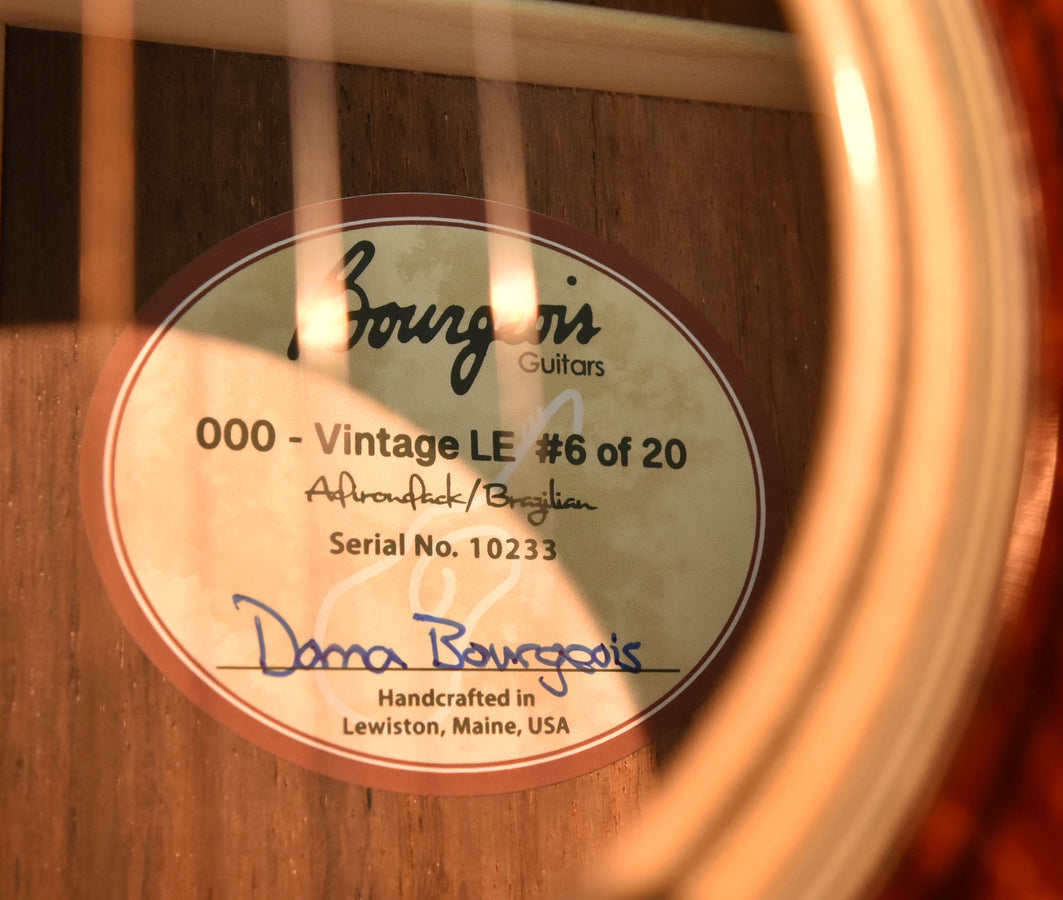 Bourgeois
Guitars
000 - Vintage LE #6 of 20
Adirondack/Brazilian
Serial No. 10233
Dana Bourgeois
Handcrafted in
Lewiston, Maine, USA